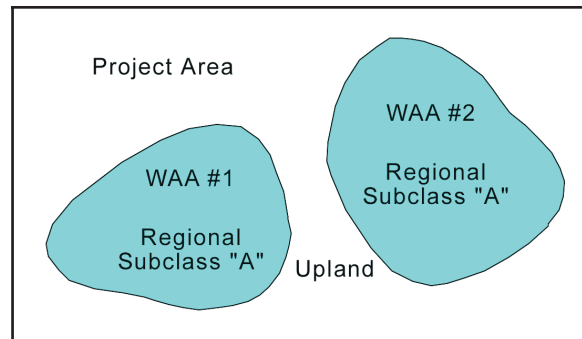 Project Area
WAA #1
Regional
Subclass "A"
WAA #2
Regional
Subclass "A"
Upland